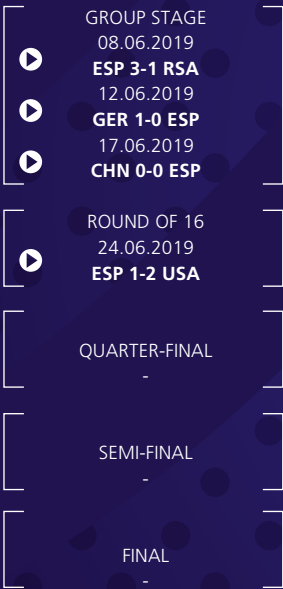 GROUP STAGE
08.06.2019
ESP 3-1 RSA
12.06.2019
GER 1-0 ESP
17.06.2019
CHN 0-0 ESP
ROUND OF 16
24.06.2019
ESP 1-2 USA
QUARTER-FINAL
-
SEMI-FINAL
-
FINAL
-